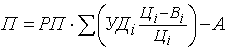 П = РП · ∑(УДᵢ (Цᵢ−Вᵢ)/Цᵢ) − А